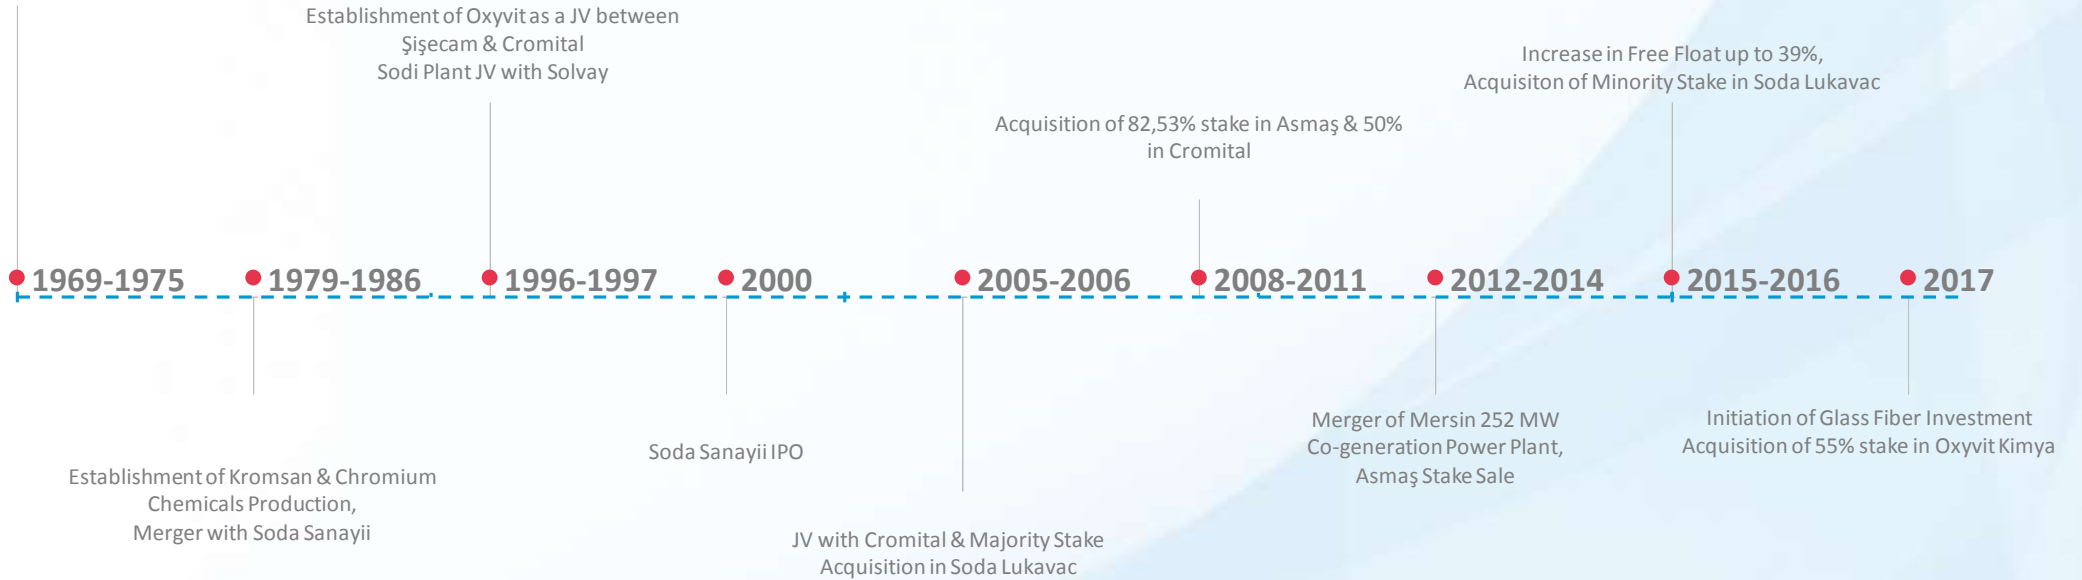 Establishment of Oxyvit as a JV between
Şişecam & Cromital
Sodi Plant JV with Solvay
Increase in Free Float up to 39%,
Acquisiton of Minority Stake in Soda Lukavac
Acquisition of 82,53% stake in Asmaş & 50%
in Cromital
1969-1975
1979-1986
1996-1997
2000
2005-2006
2008-2011
2012-2014
2015-2016
2017
Establishment of Kromsan & Chromium
Chemicals Production,
Merger with Soda Sanayii
Soda Sanayii IPO
JV with Cromital & Majority Stake
Acquisition in Soda Lukavac
Merger of Mersin 252 MW
Co-generation Power Plant,
Asmaş Stake Sale
Initiation of Glass Fiber Investment
Acquisition of 55% stake in Oxyvit Kimya